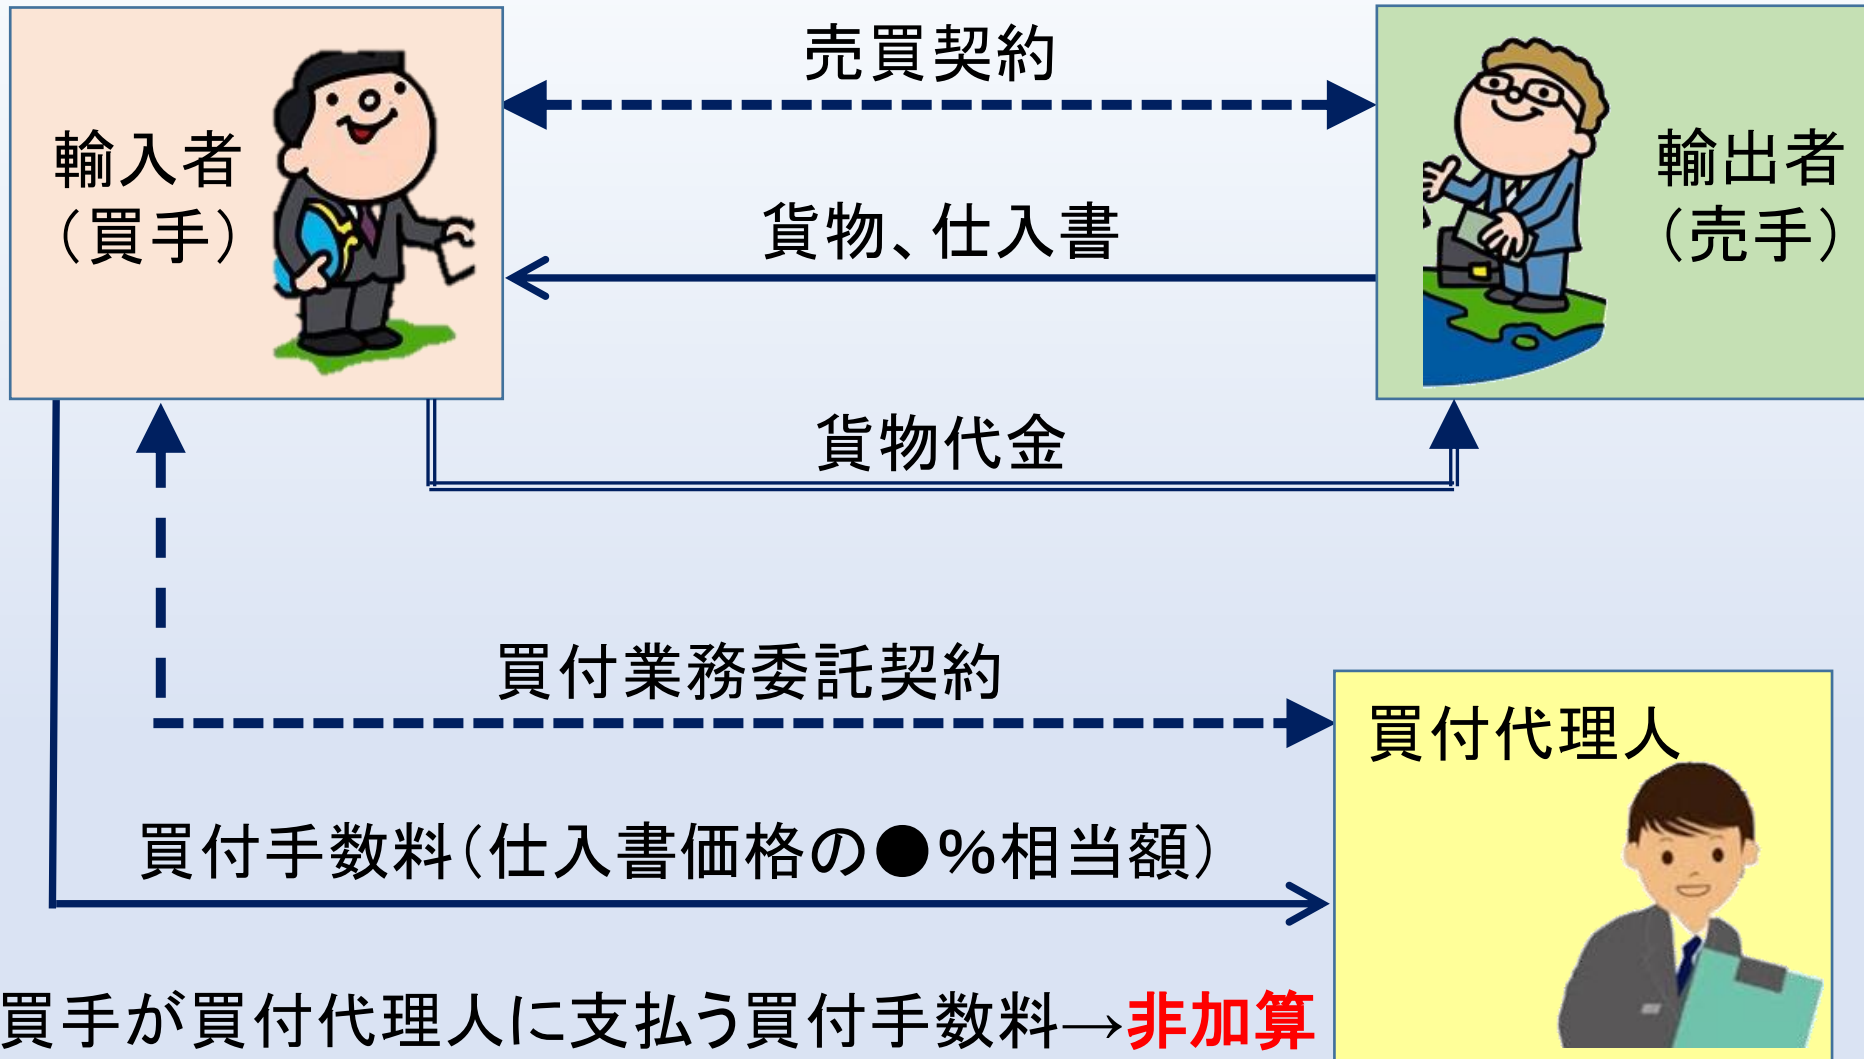 売買契約
輸入者
（買手）
輸出者
（売手）
貨物、仕入書
貨物代金
買付業務委託契約
買付代理人
買付手数料（仕入書価格の●%相当額）
買手が買付代理人に支払う買付手数料→非加算